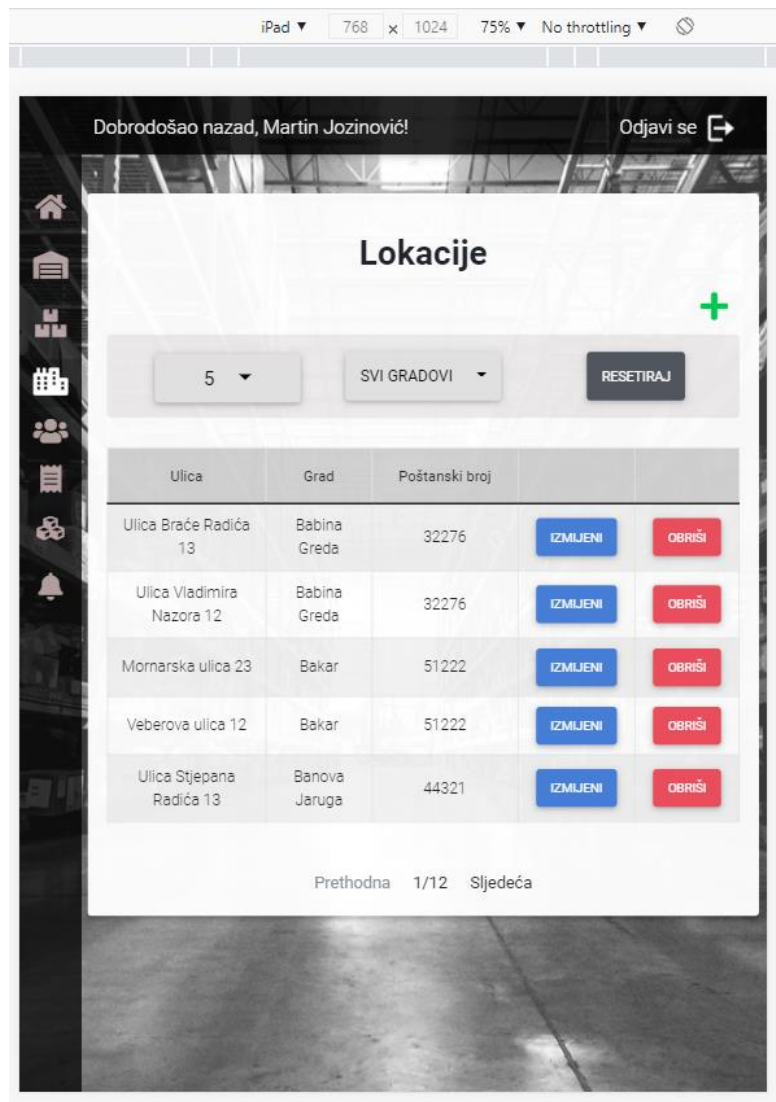 iPad ▼ 768 x 1024 75% ▼ No throttling ▼
Dobrodošao nazad, Martin Jozinović!
Odjavi se
Lokacije
5
SVI GRADOVI
RESETIRAJ
Ulica Grad Poštanski broj
Ulica Braće Radića
13
Babina
Greda
32276
IZMIJENI
OBRIŠI
Ulica Vladimira
Nazora 12
Babina
Greda
32276
IZMIJENI
OBRIŠI
Mornarska ulica 23
Bakar
51222
IZMIJENI
OBRIŠI
Veberova ulica 12
Bakar
51222
IZMIJENI
OBRIŠI
Ulica Stjepana
Radića 13
Banova
Jaruga
44321
IZMIJENI
OBRIŠI
Prethodna 1/12 Sljedeća